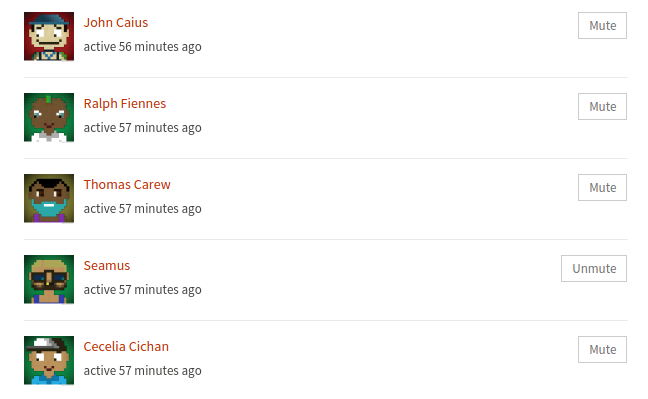 John Caius
Mute
active 56 minutes ago
Ralph Fiennes
Mute
active 57 minutes ago
Thomas Carew
Mute
active 57 minutes ago
Seamus
Unmute
active 57 minutes ago
Cecelia Cichan
Mute
active 57 minutes ago